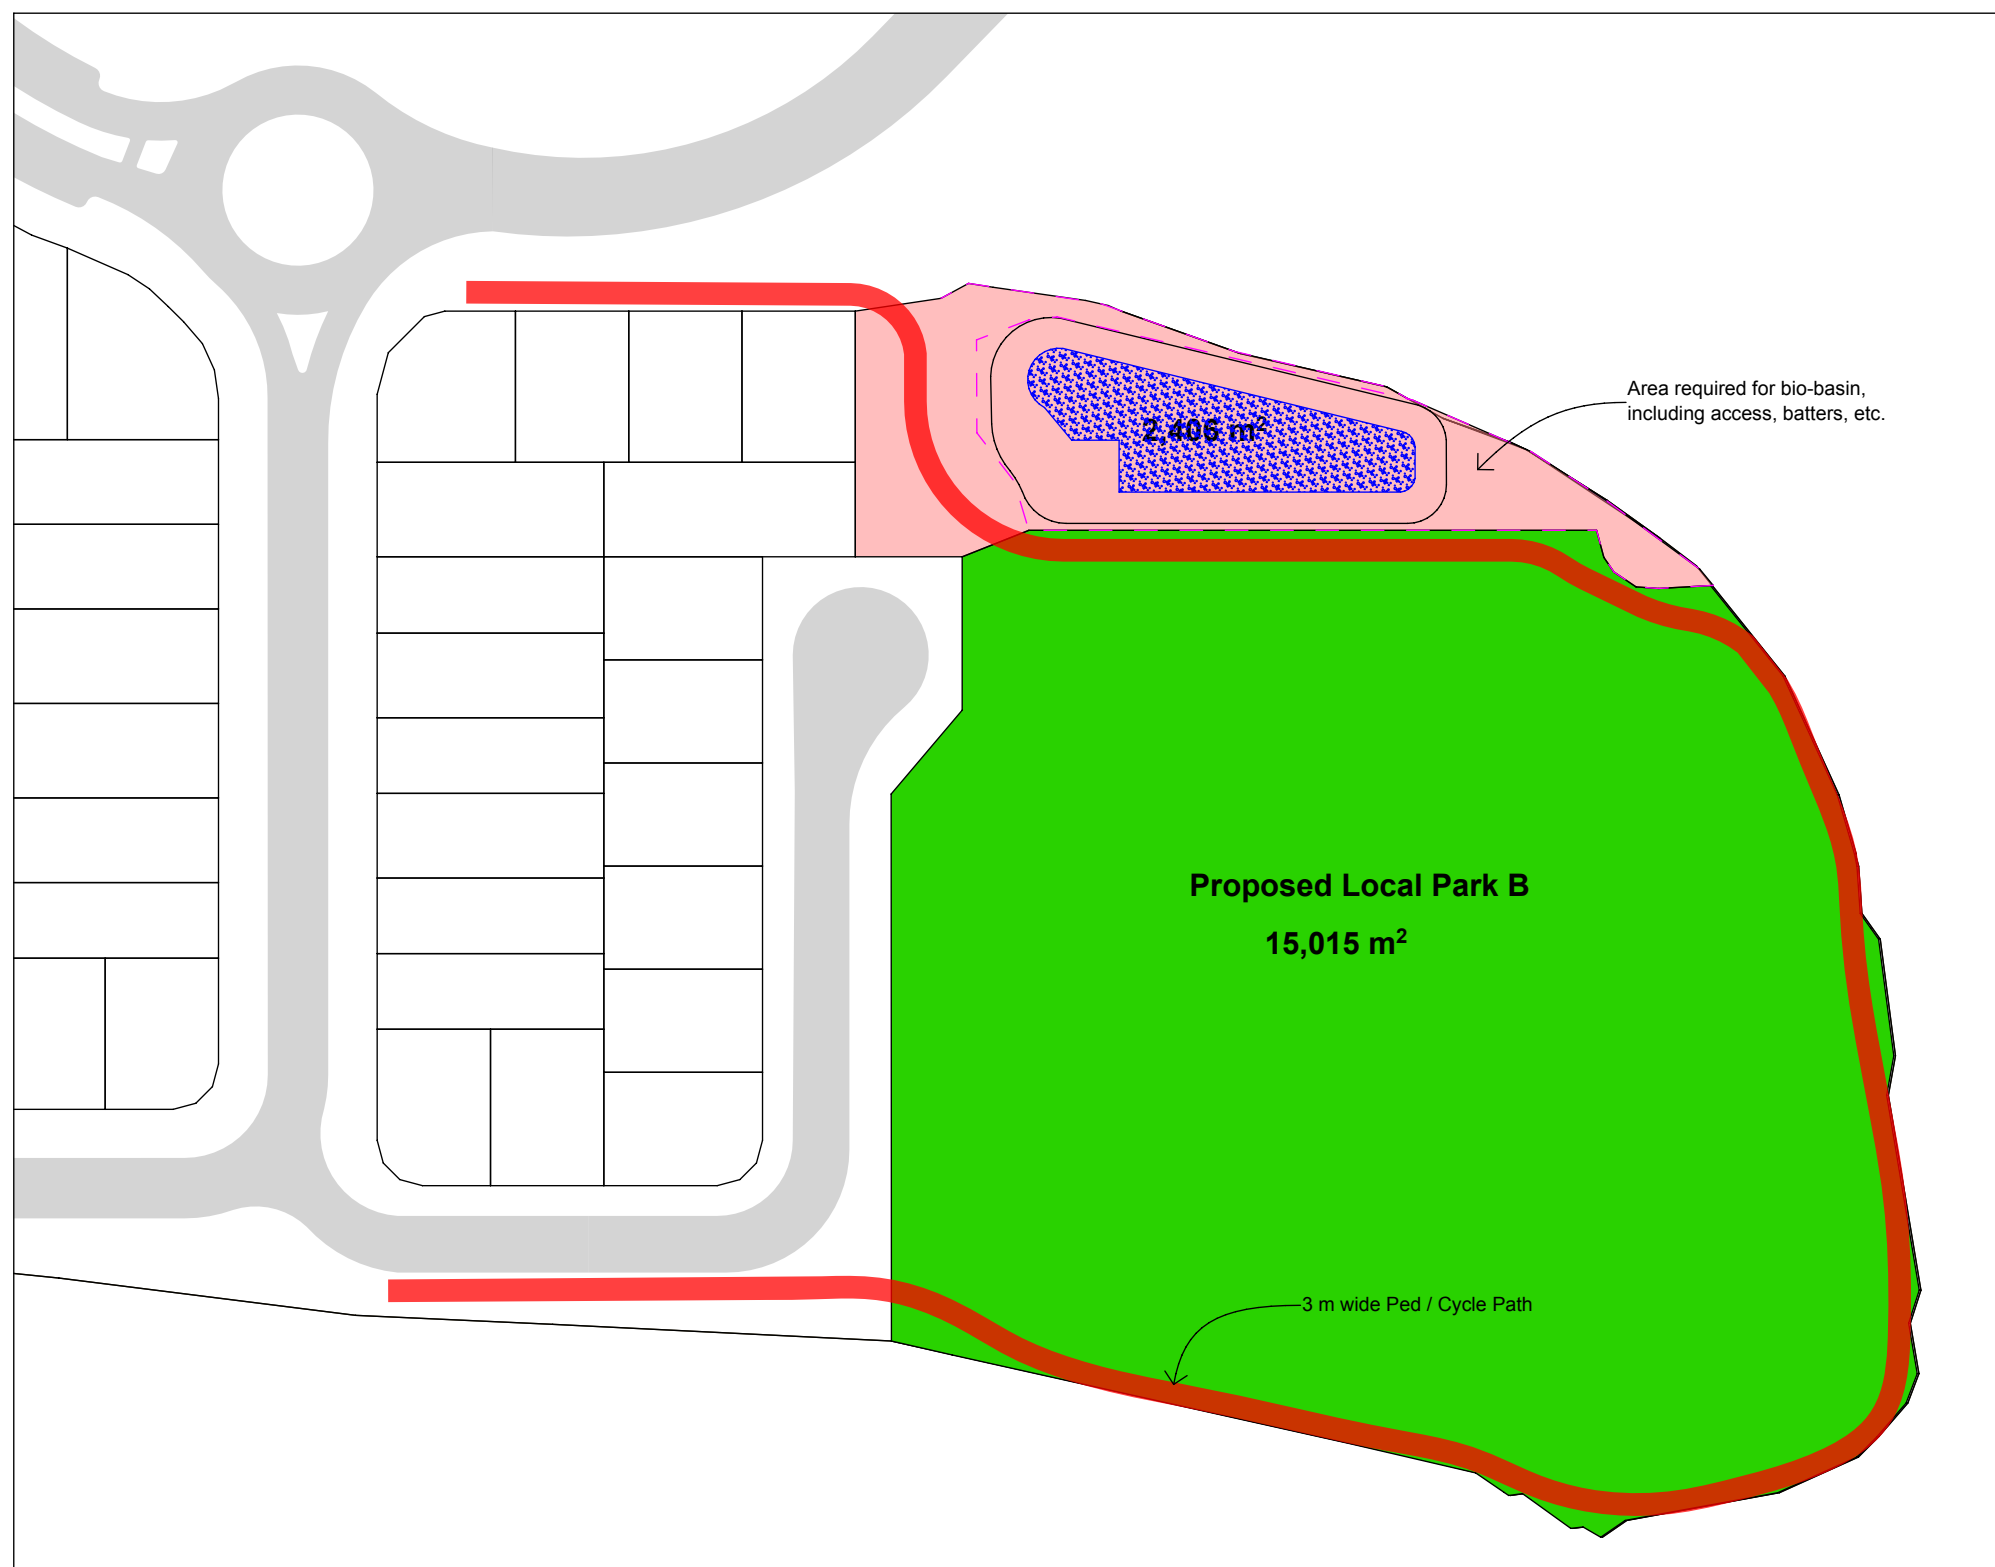 Area required for bio-basin,
including access, batters, etc.
2,406 m²
Proposed Local Park B
15,015 m²
3 m wide Ped / Cycle Path